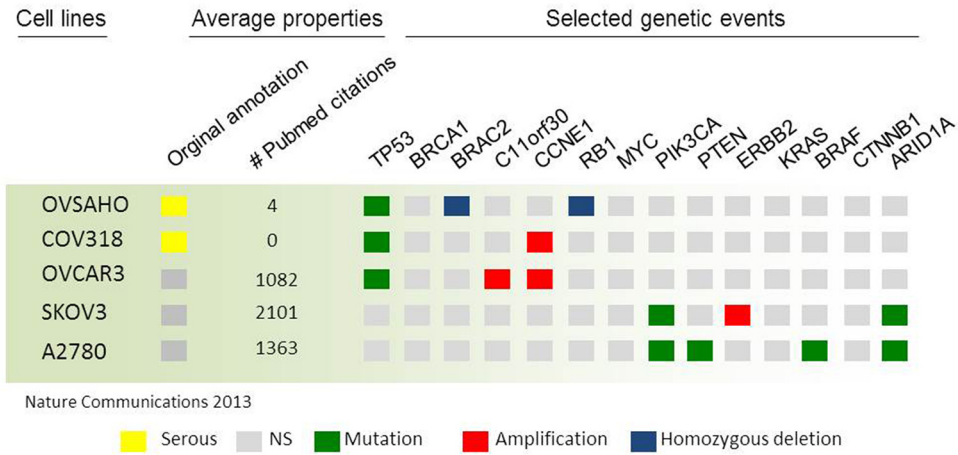 Cell lines Average properties Selected genetic events
Orginal annotation # Pubmed citations TP53 BRCA1 BRAC2 C11orf30 CCNE1 RB1 MYC PIK3CA PTEN ERBB2 KRAS BRAF CTNNB1 ARID1A
OVSAHO 4
COV318 0
OVCAR3 1082
SKOV3 2101
A2780 1363
Nature Communications 2013
Serous NS Mutation Amplification Homozygous deletion